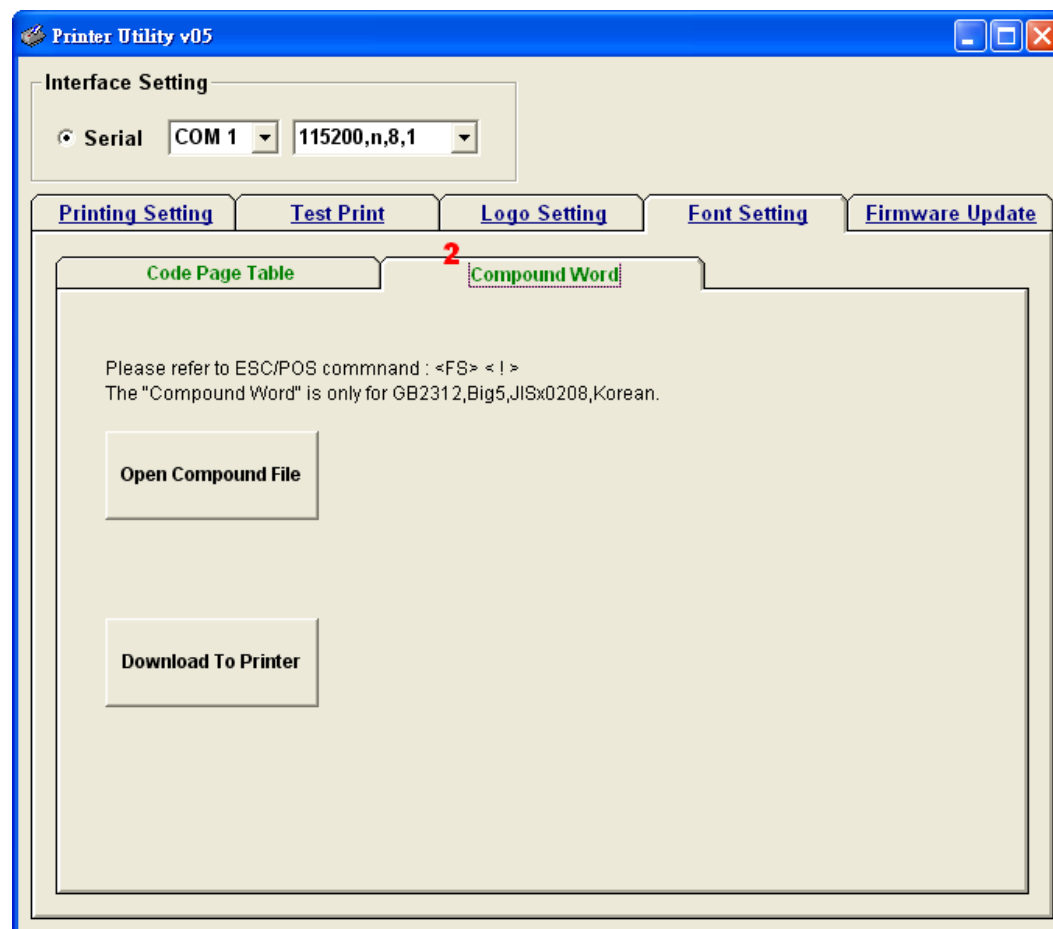 Printer Utility v05
Interface Setting
Serial COM 1 115200,n,8,1
Printing Setting Test Print Logo Setting Font Setting Firmware Update
2
Code Page Table Compound Word
Please refer to ESC/POS commnand : <FS> < ! >
The "Compound Word" is only for GB2312,Big5,JISx0208,Korean.
Open Compound File
Download To Printer